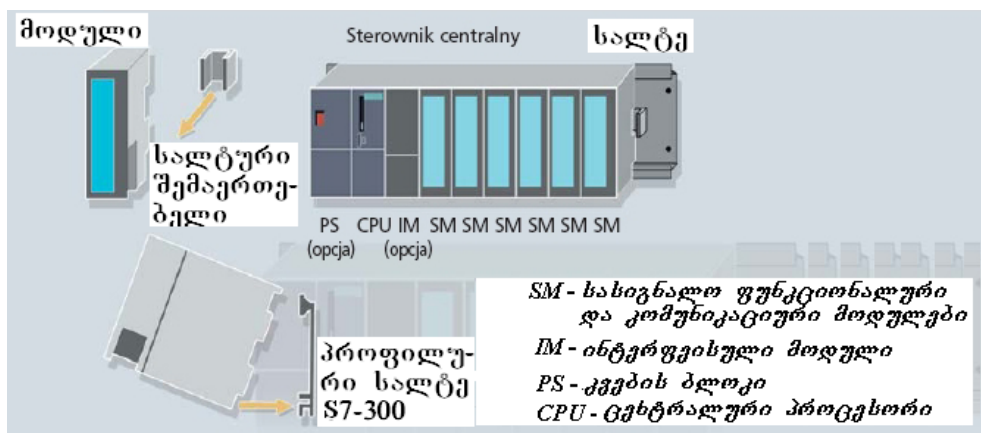 მოდული
Sterownik centralny
სალტე
სალტური
შემაერთე-
ბელი
PS CPU IM SM SM SM SM SM SM
(opcja) (opcja)
პროფილუ-
რი სალტე
S7-300
SM - სასიგნალო ფუნკციონალური
და კომუნიკაციური მოდულები
IM - ინტერფეისული მოდული
PS - კვების ბლოკი
CPU - ცენტრალური პროცესორი